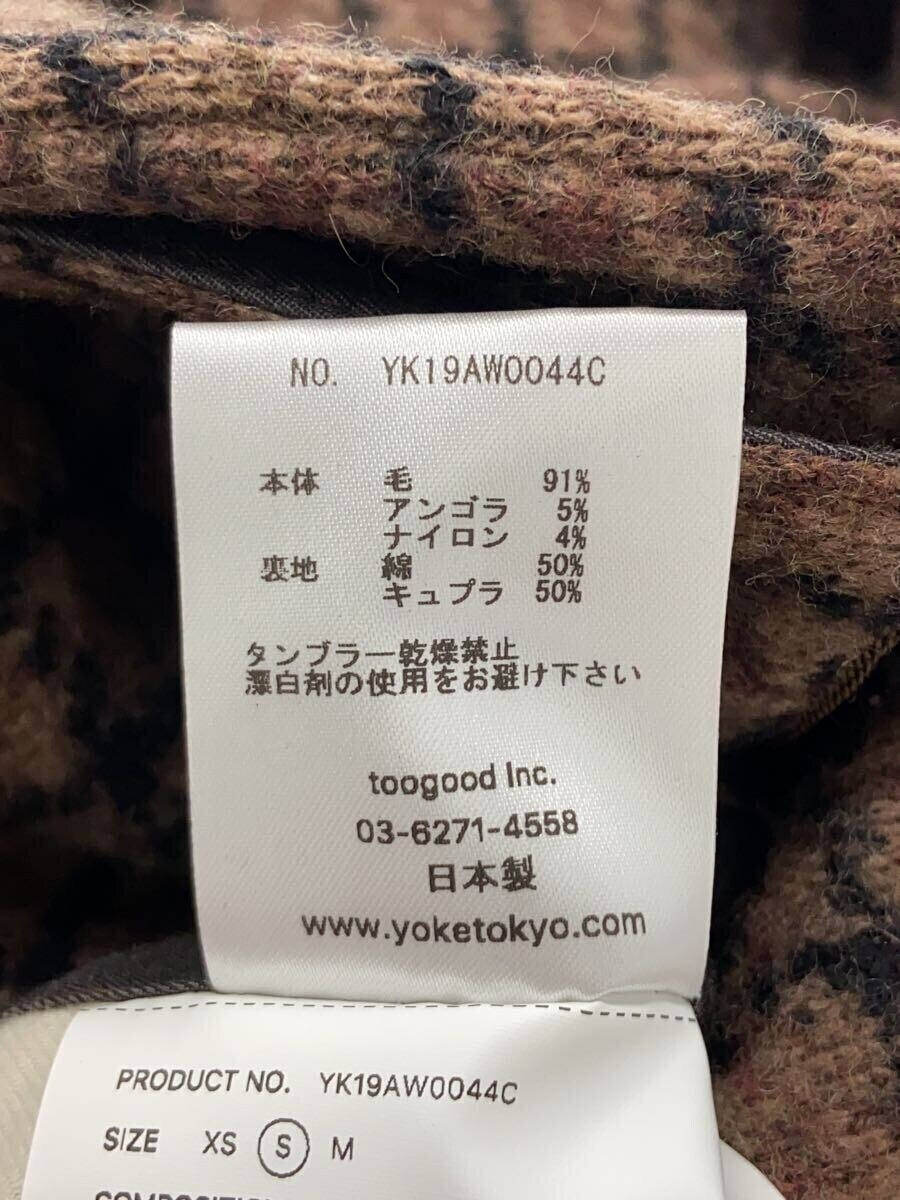 NO. YK19AW0044C
本体 毛 91%
アンゴラ 5%
ナイロン 4%
裏地 綿 50%
キュプラ 50%
タンブラー乾燥禁止
漂白剤の使用をお避け下さい
toogood Inc.
03-6271-4558
日本製
www.yoketokyo.com
PRODUCT NO. YK19AW0044C
SIZE XS S M